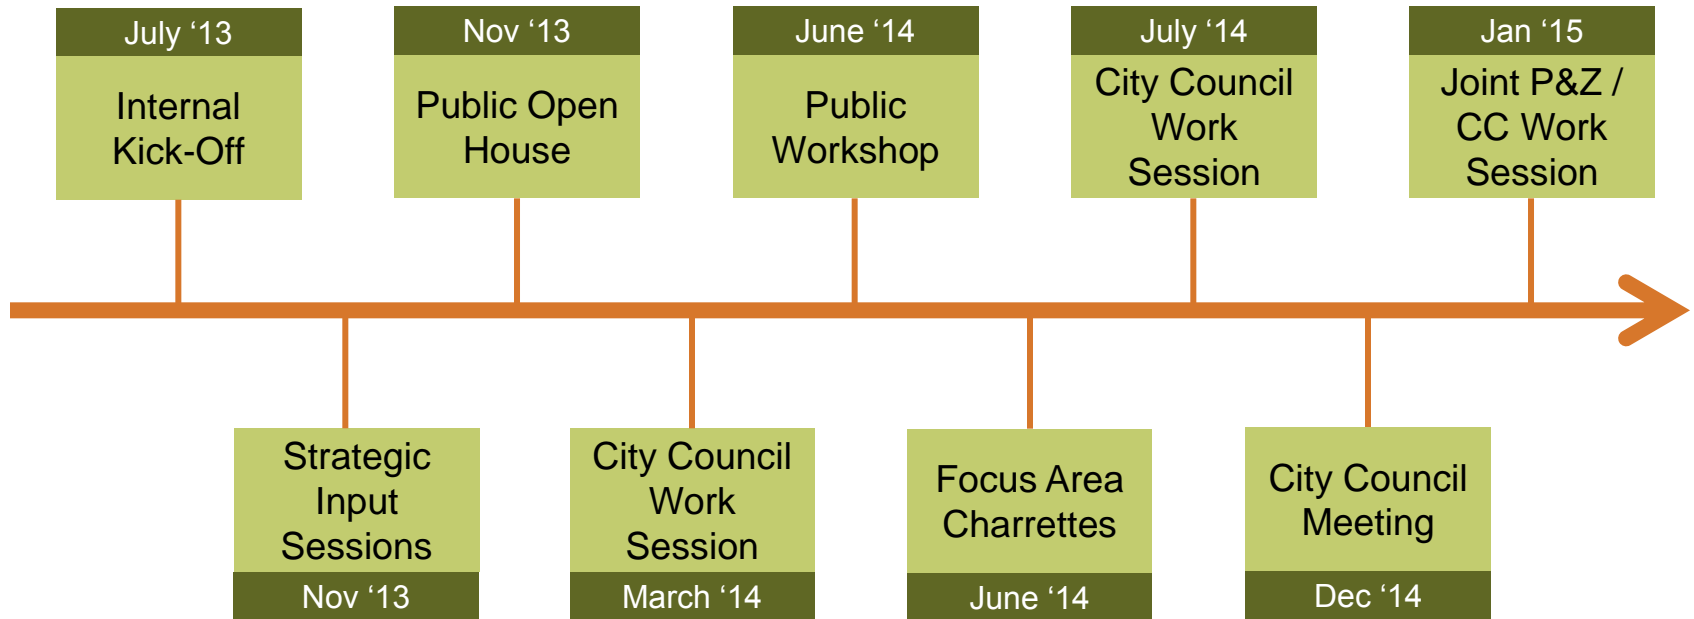 July ‘13
Internal
Kick-Off
Nov ‘13
Public Open
House
June ‘14
Public
Workshop
July ‘14
City Council
Work
Session
Jan ‘15
Joint P&Z /
CC Work
Session
Strategic
Input
Sessions
Nov ‘13
City Council
Work
Session
March ‘14
Focus Area
Charrettes
June ‘14
City Council
Meeting
Dec ‘14